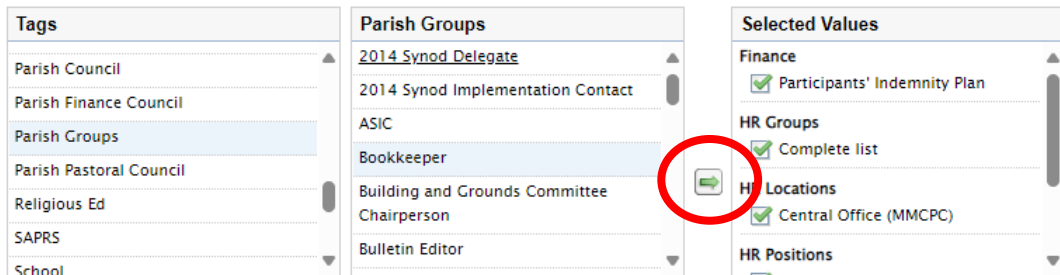 Tags
Parish Council
Parish Finance Council
Parish Groups
Parish Pastoral Council
Religious Ed
SAPRS
School
Parish Groups
2014 Synod Delegate
2014 Synod Implementation Contact
ASIC
Bookkeeper
Building and Grounds Committee
Chairperson
Bulletin Editor
Selected Values
Finance
Participants' Indemnity Plan
HR Groups
Complete list
HR Locations
Central Office (MMCPC)
HR Positions